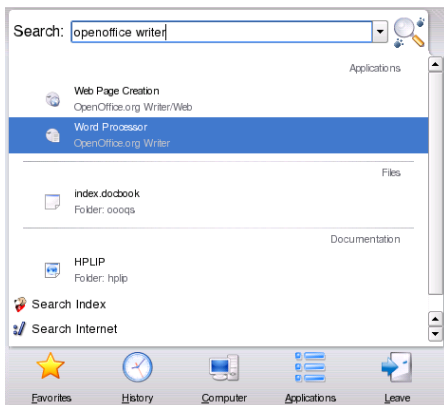 Search: openoffice writer
Applications
Web Page Creation
OpenOffice.org Writer/Web
Word Processor
OpenOffice.org Writer
Files
index.docbook
Folder: oooqs
Documentation
HPLIP
Folder: hplip
Search Index
Search Internet
Favorites History Computer Applications Leave